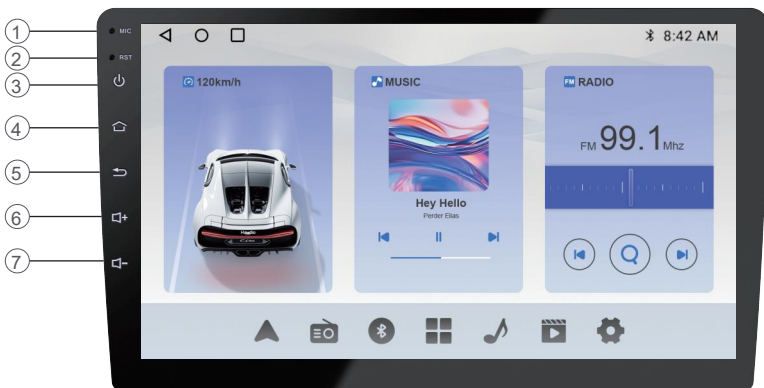 1 MIC
2 RST
3
4
5
6 +
7 -
8:42 AM
120km/h
MUSIC
FM RADIO
FM 99.1 Mhz
Hey Hello
Perder Elias